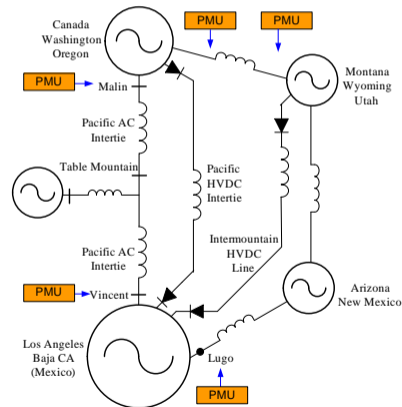 Canada
Washington
Oregon
PMU
PMU
PMU
Malin
Montana
Wyoming
Utah
Pacific AC
Intertie
Table Mountain
Pacific
HVDC
Intertie
Pacific AC
Intertie
Intermountain
HVDC
Line
PMU
Vincent
Arizona
New Mexico
Los Angeles
Baja CA
(Mexico)
Lugo
PMU